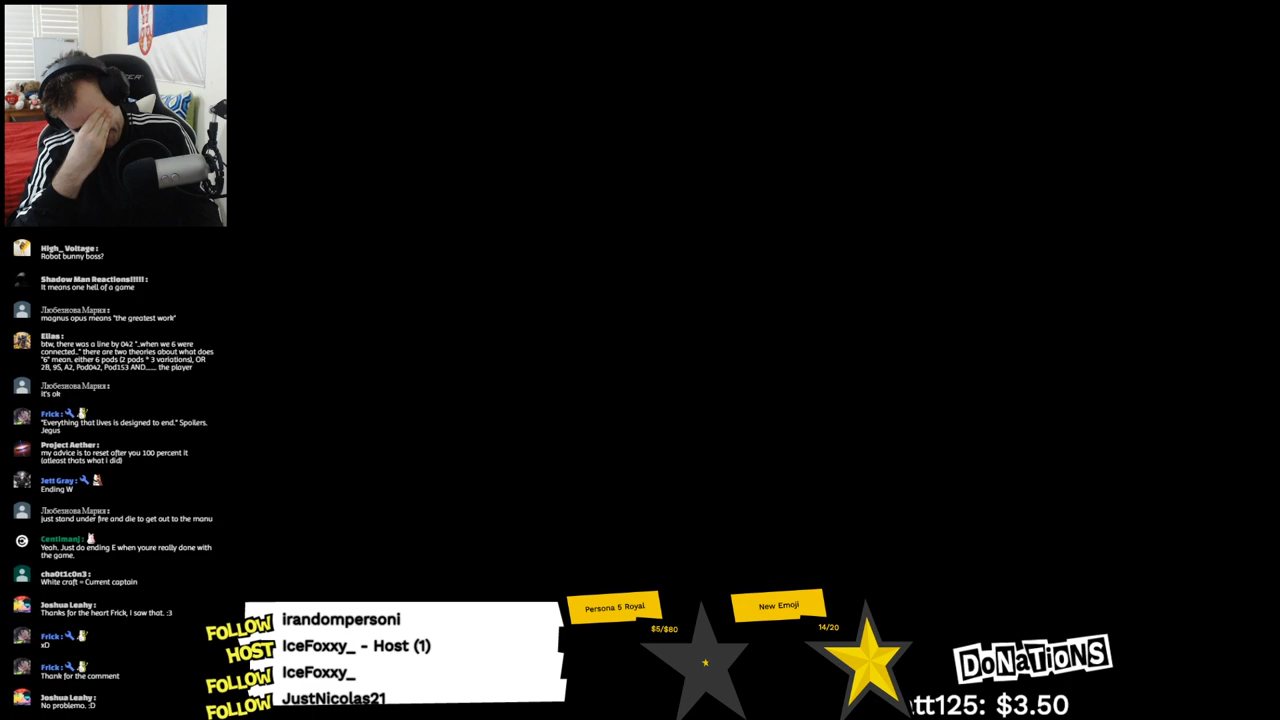 High_ Voltage :
Robot bunny boss?
Shadow Man Reactions!!!!! :
It means one hell of a game
Любезнова Мария :
magnus opus means "the greatest work"
Elias :
btw, there was a line by 042 "..when we 6 were
connected.." there are two theories about what does
"6" mean. either 6 pods (2 pods * 3 variations), OR
2B, 9S, A2, Pod042, Pod153 AND....... the player
Любезнова Мария :
it's ok
Frick :
"Everything that lives is designed to end." Spoilers.
Jegus
Project Aether :
my advice is to reset after you 100 percent it
(atleast thats what i did)
Jett Gray :
Ending W
Любезнова Мария :
just stand under fire and die to get out to the manu
Centimanj :
Yeah. Just do ending E when youre really done with
the game.
cha0t1c0n3 :
White craft = Current captain
Joshua Leahy :
Thanks for the heart Frick, I saw that. :3
Frick :
xD
Frick :
Thank for the comment
Joshua Leahy :
No problemo. :D
FOLLOW irandompersoni
HOST IceFoxxy_ - Host (1)
FOLLOW IceFoxxy_
FOLLOW JustNicolas21
Persona 5 Royal
$5/$80
New Emoji
14/20
DoNaTiONS
tt125: $3.50